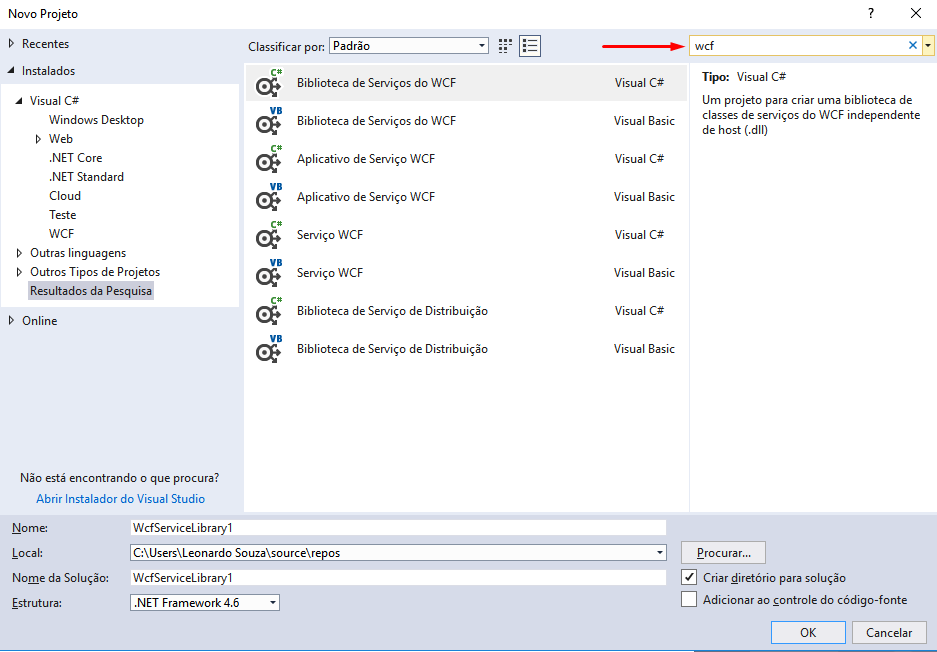 Novo Projeto
?
Recentes
Instalados
Visual C#
Windows Desktop
Web
.NET Core
.NET Standard
Cloud
Teste
WCF
Outras linguagens
Outros Tipos de Projetos
Resultados da Pesquisa
Online
Não está encontrando o que procura?
Abrir Instalador do Visual Studio
Classificar por: Padrão
wcf
C# Biblioteca de Serviços do WCF Visual C#
VB Biblioteca de Serviços do WCF Visual Basic
C# Aplicativo de Serviço WCF Visual C#
VB Aplicativo de Serviço WCF Visual Basic
C# Serviço WCF Visual C#
VB Serviço WCF Visual Basic
C# Biblioteca de Serviço de Distribuição Visual C#
VB Biblioteca de Serviço de Distribuição Visual Basic
Tipo: Visual C#
Um projeto para criar uma biblioteca de
classes de serviços do WCF independente
de host (.dll)
Nome: WcfServiceLibrary1
Local: C:\Users\Leonardo Souza\source\repos Procurar...
Nome da Solução: WcfServiceLibrary1 Criar diretório para solução
Estrutura: .NET Framework 4.6 Adicionar ao controle do código-fonte
OK Cancelar